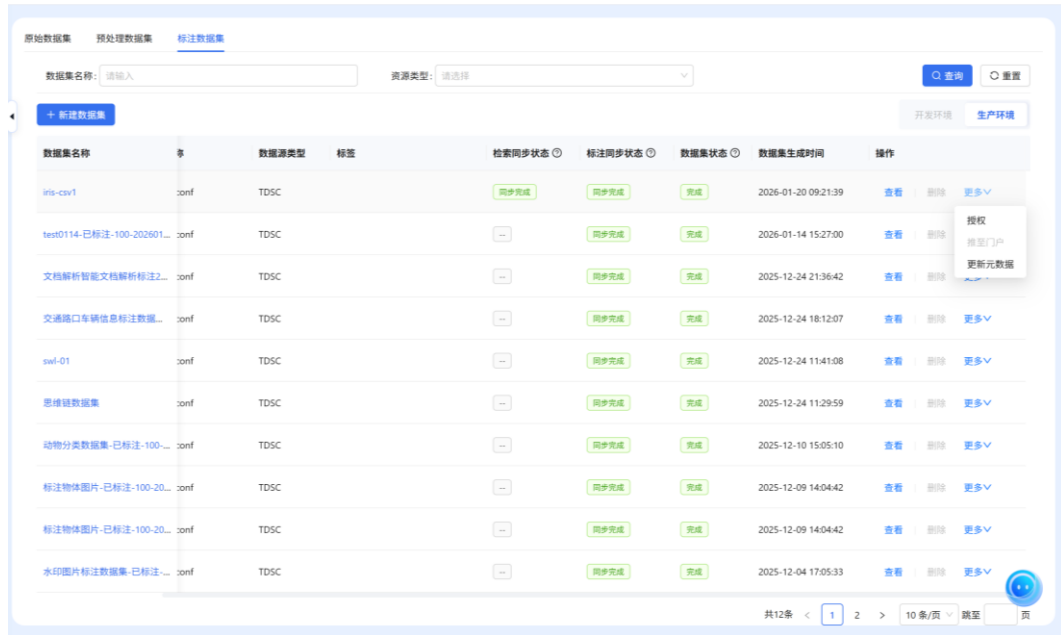 原始数据集 预处理数据集 标注数据集
数据集名称: 请输入 资源类型: 请选择 查询 重置
+ 新建数据集 开发环境 生产环境
数据集名称 数据源类型 标签 检索同步状态 标注同步状态 数据集状态 数据集生成时间 操作
iris-csv1 :onf TDSC 同步完成 同步完成 完成 2026-01-20 09:21:39 查看 删除 更多
授权
test0114-已标注-100-202601... :onf TDSC -- 同步完成 完成 2026-01-14 15:27:00 查看 删除
推至门户
更新元数据
文档解析智能文档解析标注2... :onf TDSC -- 同步完成 完成 2025-12-24 21:36:42 查看 删除
交通路口车辆信息标注数据... :onf TDSC -- 同步完成 完成 2025-12-24 18:12:07 查看 删除 更多
swl-01 :onf TDSC -- 同步完成 完成 2025-12-24 11:41:08 查看 删除 更多
思维链数据集 :onf TDSC -- 同步完成 完成 2025-12-24 11:29:59 查看 删除 更多
动物分类数据集-已标注-100-... :onf TDSC -- 同步完成 完成 2025-12-10 15:05:10 查看 删除 更多
标注物体图片-已标注-100-20... :onf TDSC -- 同步完成 完成 2025-12-09 14:04:42 查看 删除 更多
标注物体图片-已标注-100-20... :onf TDSC -- 同步完成 完成 2025-12-09 14:04:42 查看 删除 更多
水印图片标注数据集-已标注-... :onf TDSC -- 同步完成 完成 2025-12-04 17:05:33 查看 删除 更多
共12条 < 1 2 > 10 条/页 跳至 页